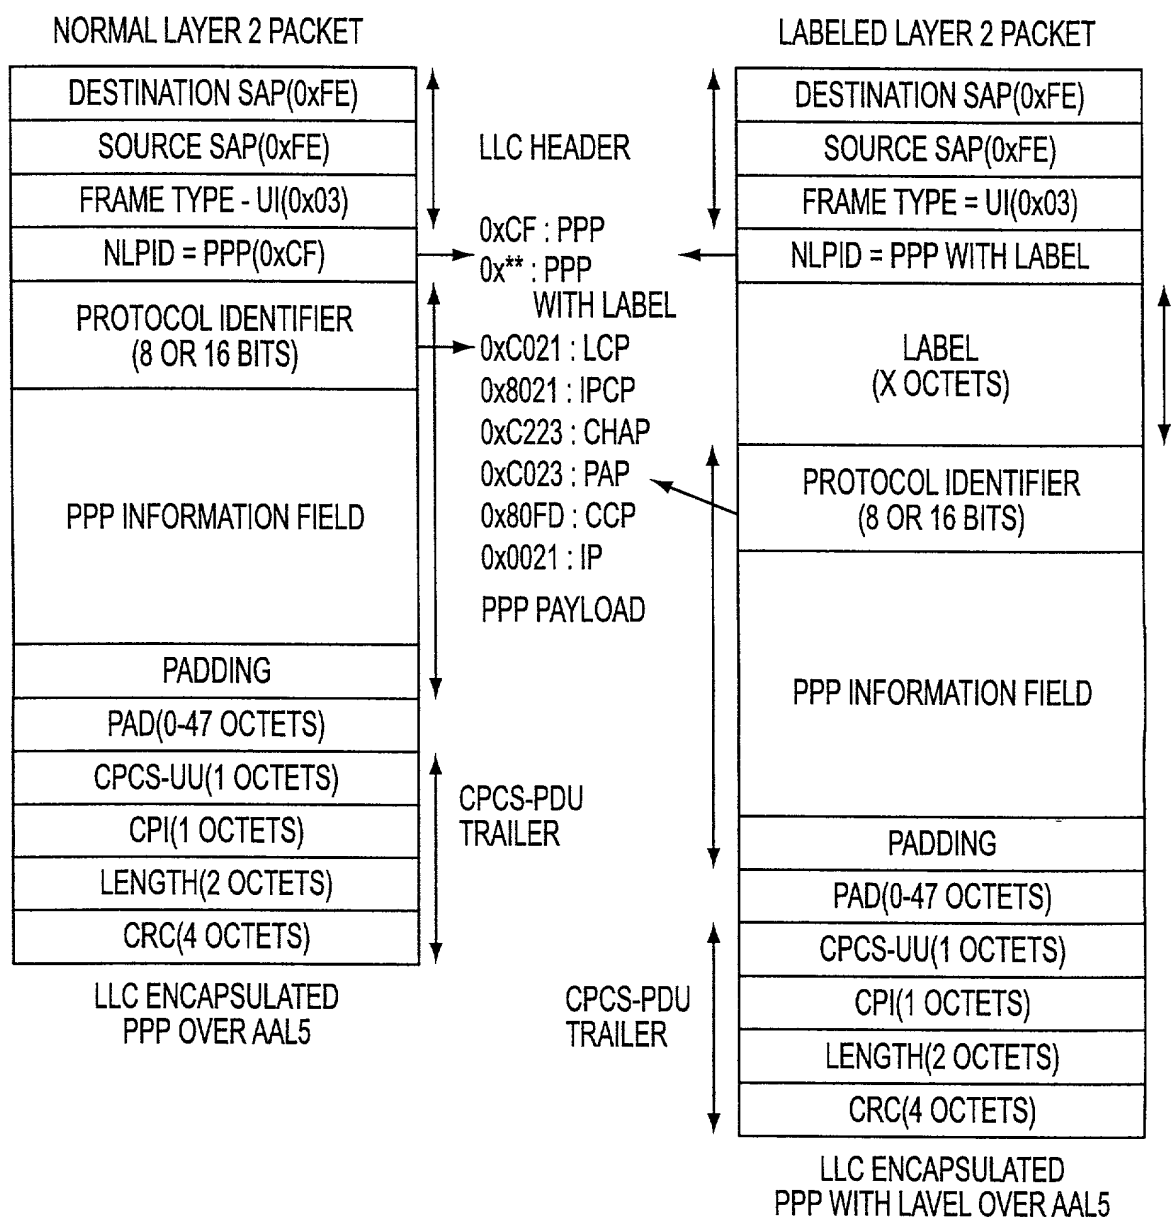 NORMAL LAYER 2 PACKET
DESTINATION SAP(0xFE)
SOURCE SAP(0xFE)
FRAME TYPE - UI(0x03)
NLPID = PPP(0xCF)
PROTOCOL IDENTIFIER
(8 OR 16 BITS)
PPP INFORMATION FIELD
PADDING
PAD(0-47 OCTETS)
CPCS-UU(1 OCTETS)
CPI(1 OCTETS)
LENGTH(2 OCTETS)
CRC(4 OCTETS)
LLC ENCAPSULATED
PPP OVER AAL5
LLC HEADER
0xCF : PPP
0x** : PPP
WITH LABEL
0xC021 : LCP
0x8021 : IPCP
0xC223 : CHAP
0xC023 : PAP
0x80FD : CCP
0x0021 : IP
PPP PAYLOAD
CPCS-PDU
TRAILER
CPCS-PDU
TRAILER
LABELED LAYER 2 PACKET
DESTINATION SAP(0xFE)
SOURCE SAP(0xFE)
FRAME TYPE = UI(0x03)
NLPID = PPP WITH LABEL
LABEL
(X OCTETS)
PROTOCOL IDENTIFIER
(8 OR 16 BITS)
PPP INFORMATION FIELD
PADDING
PAD(0-47 OCTETS)
CPCS-UU(1 OCTETS)
CPI(1 OCTETS)
LENGTH(2 OCTETS)
CRC(4 OCTETS)
LLC ENCAPSULATED
PPP WITH LAVEL OVER AAL5